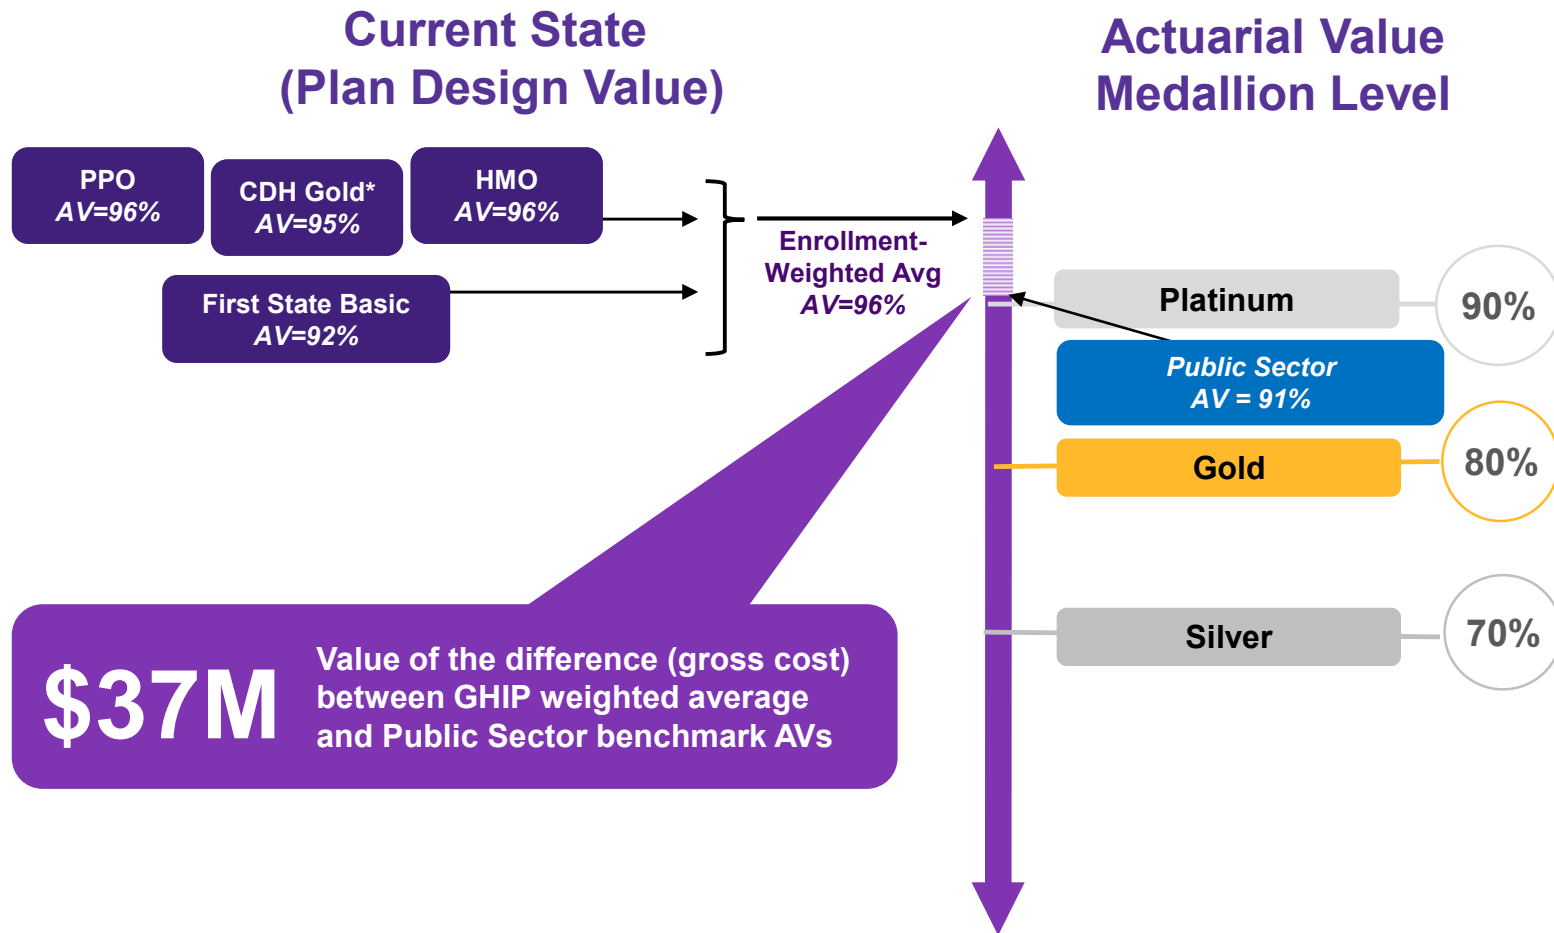 Current State
(Plan Design Value)
Actuarial Value
Medallion Level
PPO
AV=96%
CDH Gold*
AV=95%
HMO
AV=96%
First State Basic
AV=92%
Enrollment-
Weighted Avg
AV=96%
Platinum
90%
Public Sector
AV = 91%
Gold
80%
Silver
70%
$37M
Value of the difference (gross cost)
between GHIP weighted average
and Public Sector benchmark AVs